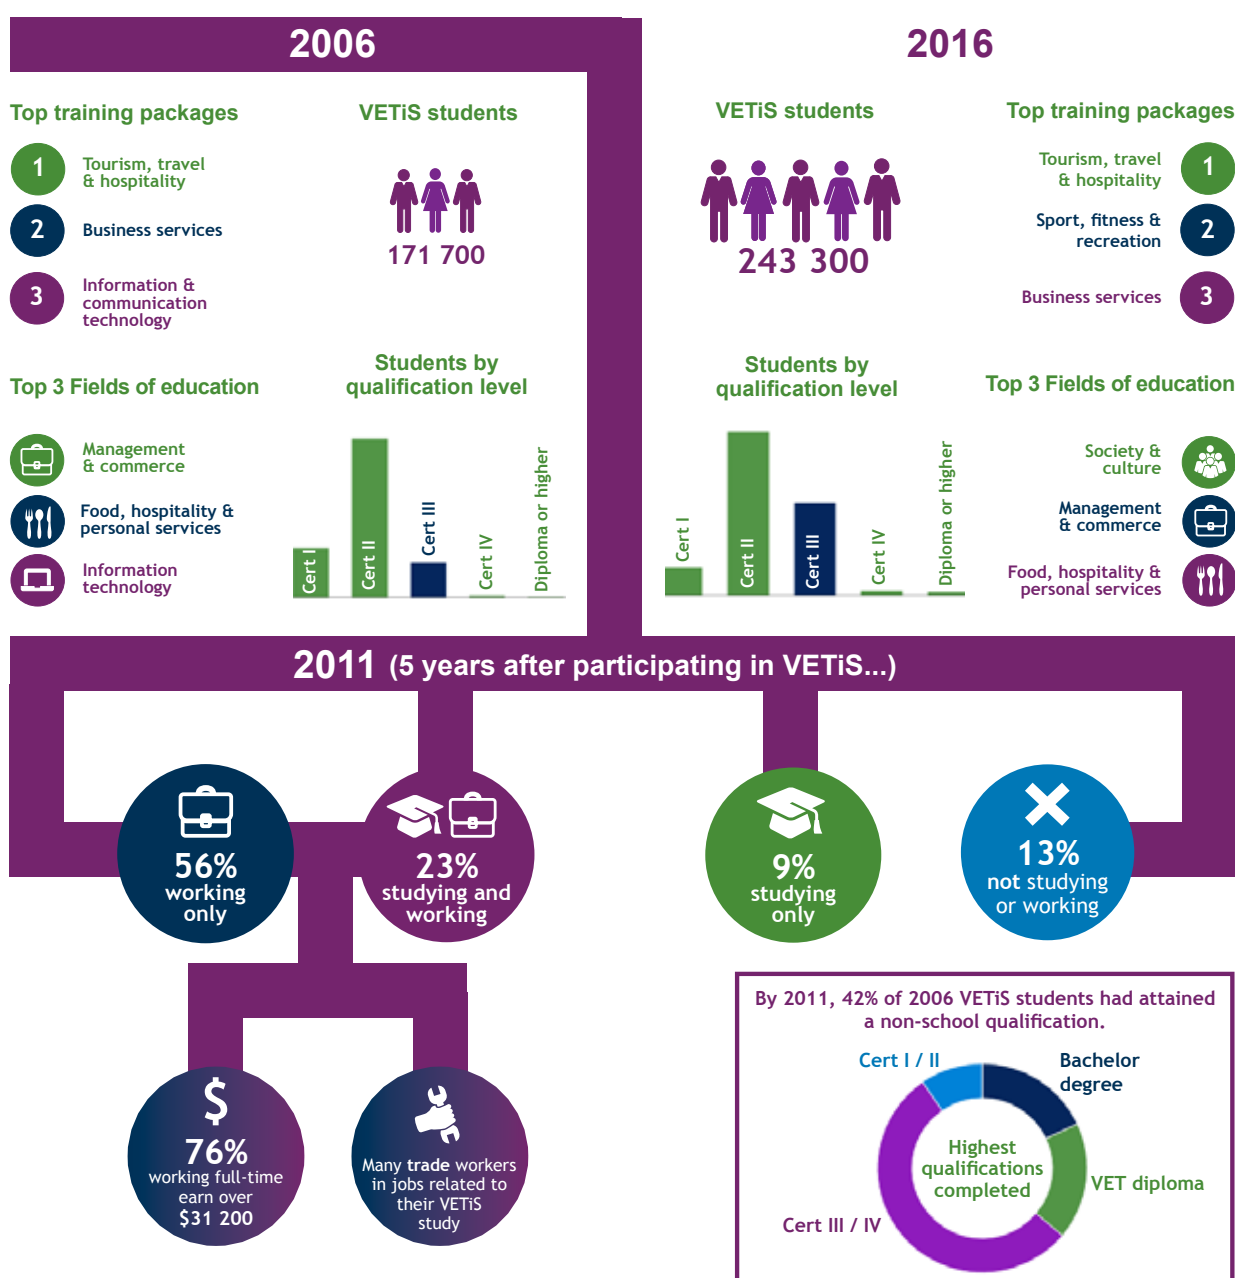 2006
2016
Top training packages
1
Tourism, travel
& hospitality
2
Business services
3
Information &
communication
technology
VETiS students
171 700
VETiS students
243 300
Top training packages
Tourism, travel
& hospitality
1
Sport, fitness &
recreation
2
Business services
3
Top 3 Fields of education
Management
& commerce
Food, hospitality &
personal services
Information
technology
Students by
qualification level
Cert I
Cert II
Cert III
Cert IV
Diploma or higher
Students by
qualification level
Cert I
Cert II
Cert III
Cert IV
Diploma or higher
Top 3 Fields of education
Society &
culture
Management
& commerce
Food, hospitality &
personal services
2011 (5 years after participating in VETiS...)
56%
working
only
23%
studying and
working
9%
studying
only
13%
not studying
or working
$
76%
working full-time
earn over
$31 200
Many trade workers
in jobs related to
their VETiS
study
By 2011, 42% of 2006 VETiS students had attained
a non-school qualification.
Cert I / II
Bachelor
degree
Highest
qualifications
completed
VET diploma
Cert III / IV